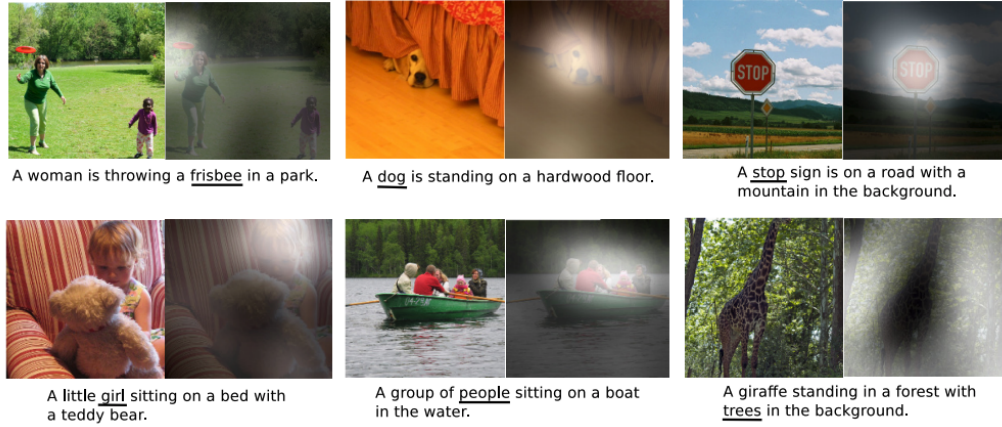 STOP
STOP
A woman is throwing a frisbee in a park.
A dog is standing on a hardwood floor.
A stop sign is on a road with a
mountain in the background.
A little girl sitting on a bed with
a teddy bear.
A group of people sitting on a boat
in the water.
A giraffe standing in a forest with
trees in the background.